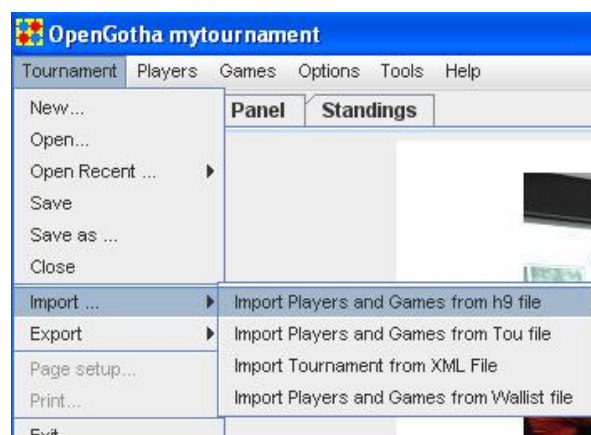 OpenGotha mytournament
Tournament Players Games Options Tools Help
Panel Standings
New...
Open...
Open Recent ...
Save
Save as ...
Close
Import ...
Import Players and Games from h9 file
Import Players and Games from Tou file
Import Tournament from XML File
Import Players and Games from Wallist file
Export
Page setup...
Print...
Exit